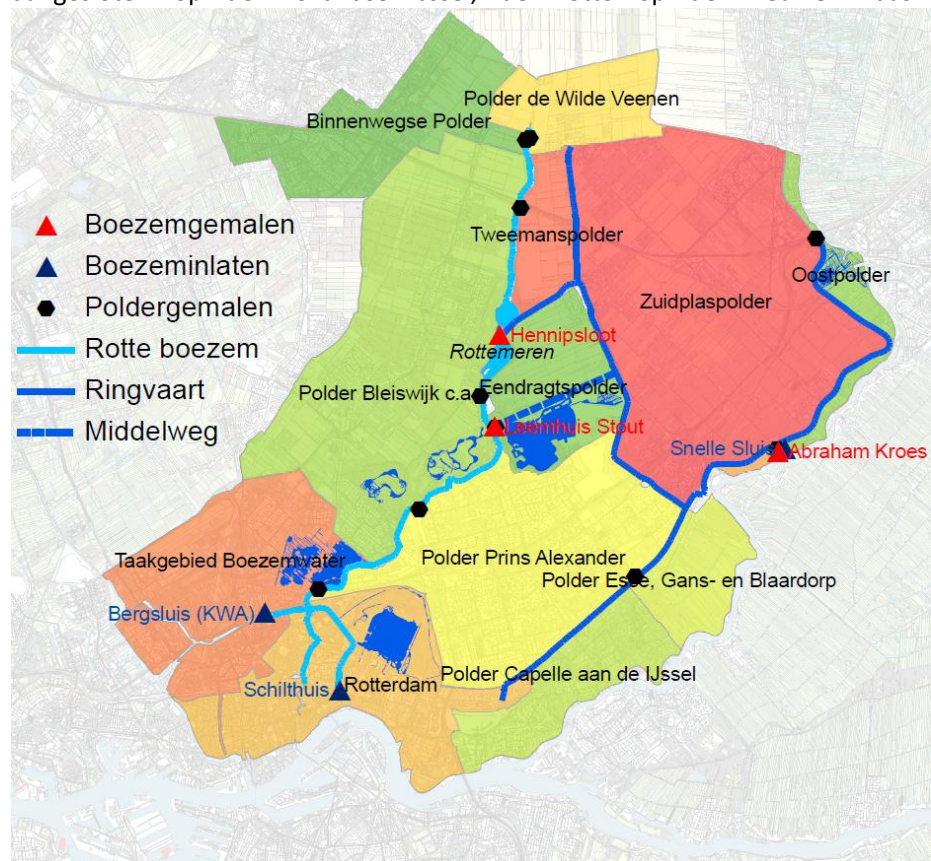 Polder de Wilde Veenen
Binnenwegse Polder
Boezemgemalen
Boezeminlaten
Poldergemalen
Rotte boezem
Ringvaart
Middelweg
Tweemanspolder
Oostpolder
Zuidplaspolder
Hennipsloot
Rottemeren
Polder Bleiswijk c.a.
Eendragtspolder
Leemhuis Stout
Snelle Sluis
Abraham Kroes
Taakgebied Boezemwater
Polder Prins Alexander
Polder Esse, Gans- en Blaardorp
Bergsluis (KWA)
Polder Capelle aan de IJssel
Schilthuis
Rotterdam